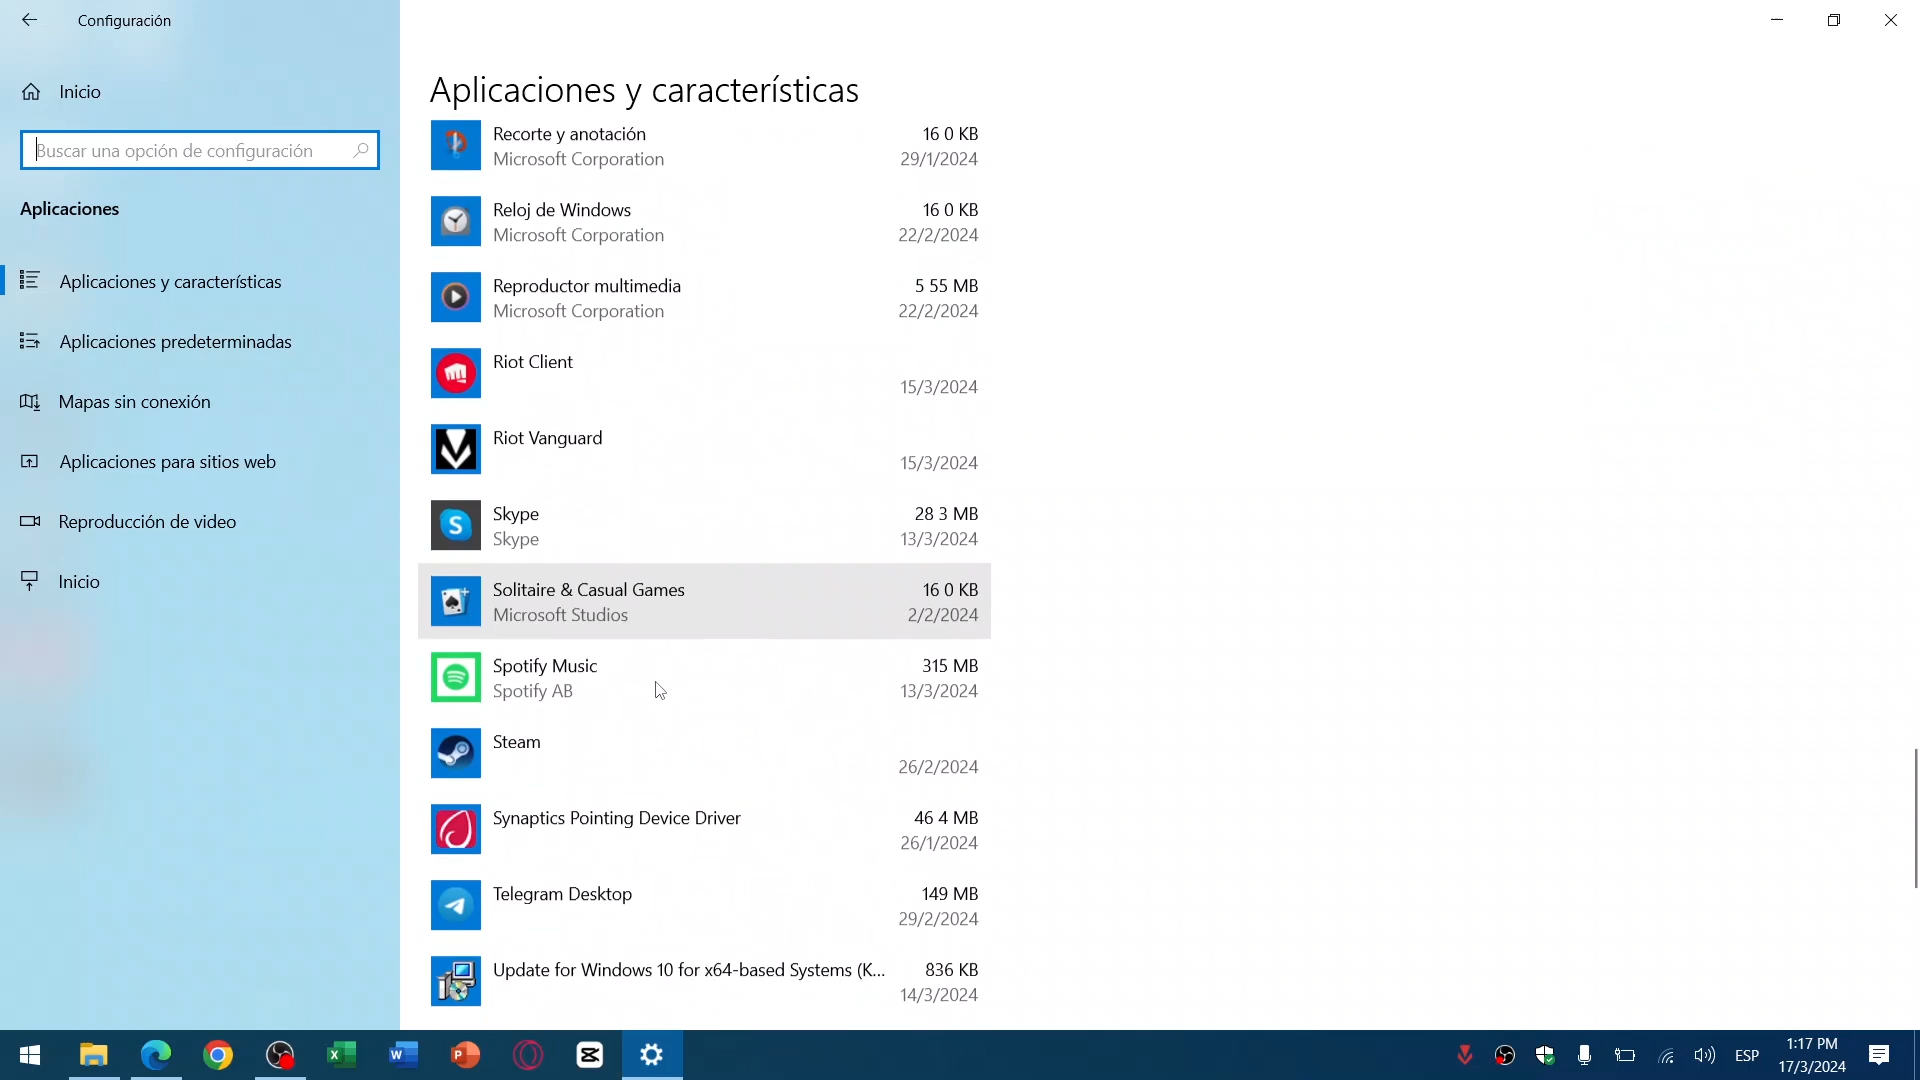 Configuración
Inicio
Buscar una opción de configuración
Aplicaciones
Aplicaciones y características
Aplicaciones predeterminadas
Mapas sin conexión
Aplicaciones para sitios web
Reproducción de video
Inicio
Aplicaciones y características
Recorte y anotación 16 0 KB
Microsoft Corporation 29/1/2024
Reloj de Windows 16 0 KB
Microsoft Corporation 22/2/2024
Reproductor multimedia 5 55 MB
Microsoft Corporation 22/2/2024
Riot Client
15/3/2024
Riot Vanguard
15/3/2024
Skype 28 3 MB
Skype 13/3/2024
Solitaire & Casual Games 16 0 KB
Microsoft Studios 2/2/2024
Spotify Music 315 MB
Spotify AB 13/3/2024
Steam
26/2/2024
Synaptics Pointing Device Driver 46 4 MB
26/1/2024
Telegram Desktop 149 MB
29/2/2024
Update for Windows 10 for x64-based Systems (K... 836 KB
14/3/2024
ESP
1:17 PM
17/3/2024